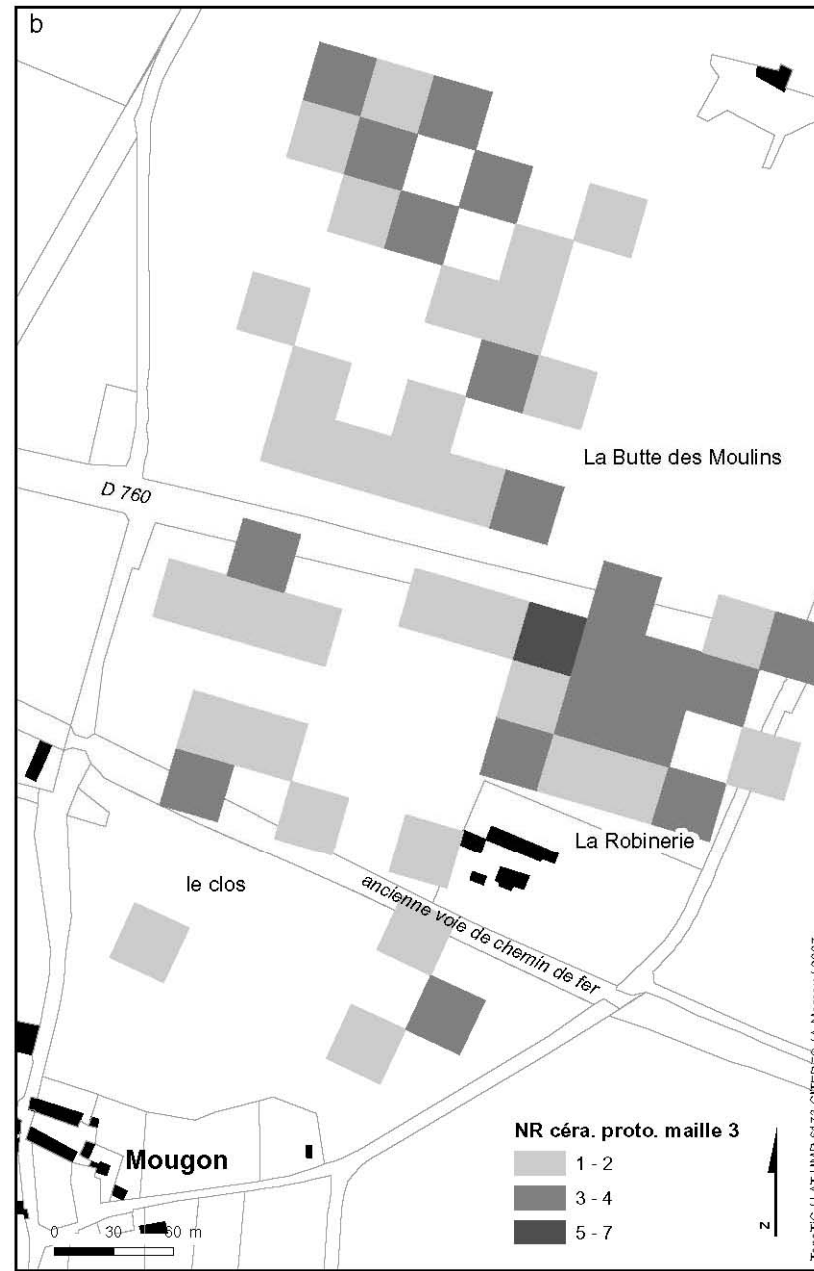 b
La Butte des Moulins
D 760
La Robinerie
le clos
ancienne voie de chemin de fer
NR céra. proto. maille 3
1 - 2
3 - 4
5 - 7
Mougon
0 30 60 m
N